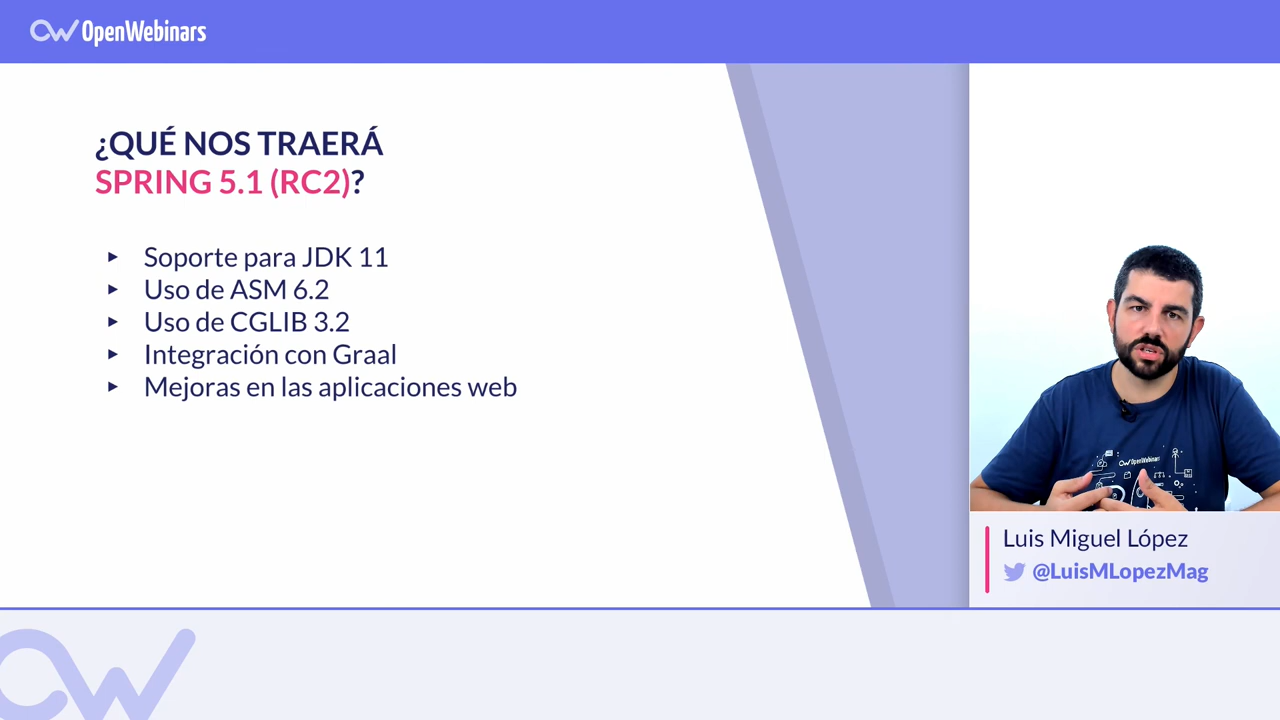 OpenWebinars
¿QUÉ NOS TRAERÁ
SPRING 5.1 (RC2)?
▸ Soporte para JDK 11
▸ Uso de ASM 6.2
▸ Uso de CGLIB 3.2
▸ Integración con Graal
▸ Mejoras en las aplicaciones web
OpenWebinars
Luis Miguel López
@LuisMLopezMag